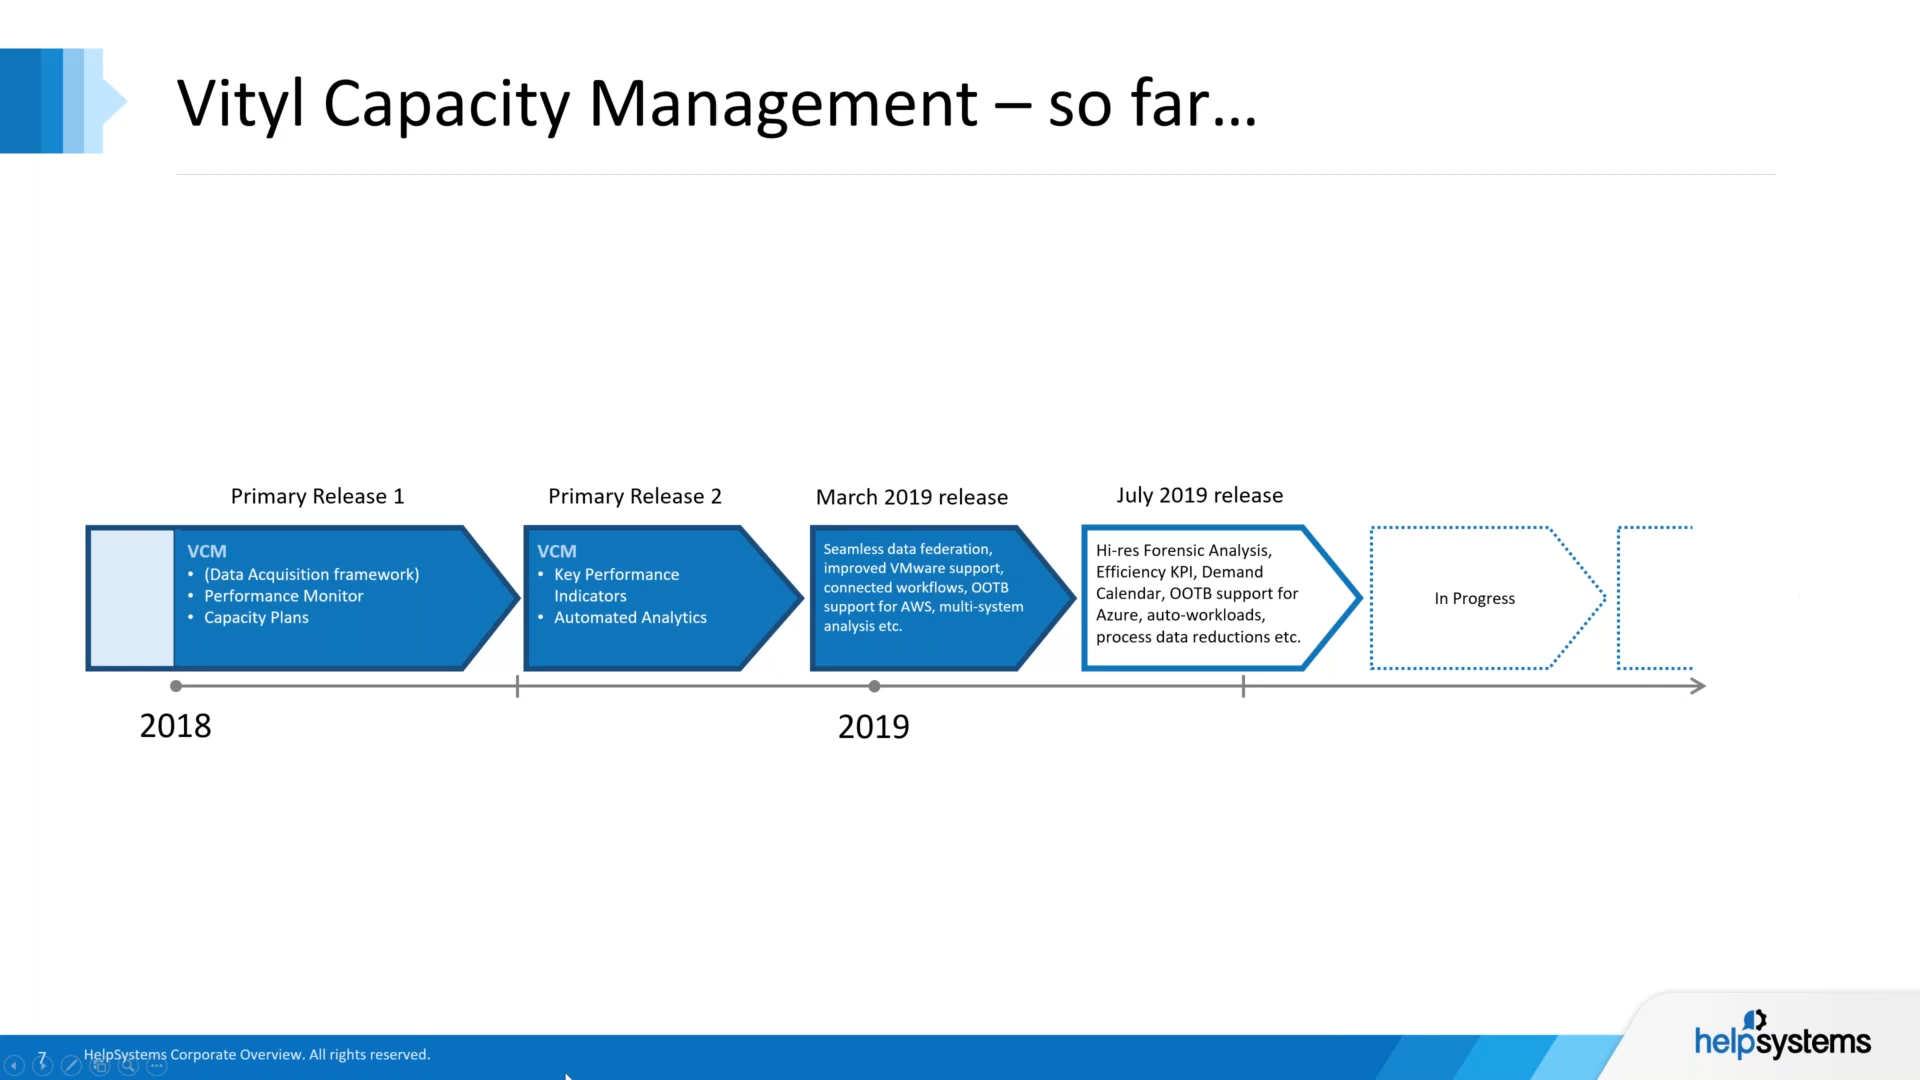 Vityl Capacity Management – so far...
Primary Release 1
Primary Release 2
March 2019 release
July 2019 release
VCM
• (Data Acquisition framework)
• Performance Monitor
• Capacity Plans
VCM
• Key Performance
Indicators
• Automated Analytics
Seamless data federation,
improved VMware support,
connected workflows, OOTB
support for AWS, multi-system
analysis etc.
Hi-res Forensic Analysis,
Efficiency KPI, Demand
Calendar, OOTB support for
Azure, auto-workloads,
process data reductions etc.
In Progress
2018
2019
7
HelpSystems Corporate Overview. All rights reserved.
helpsystems